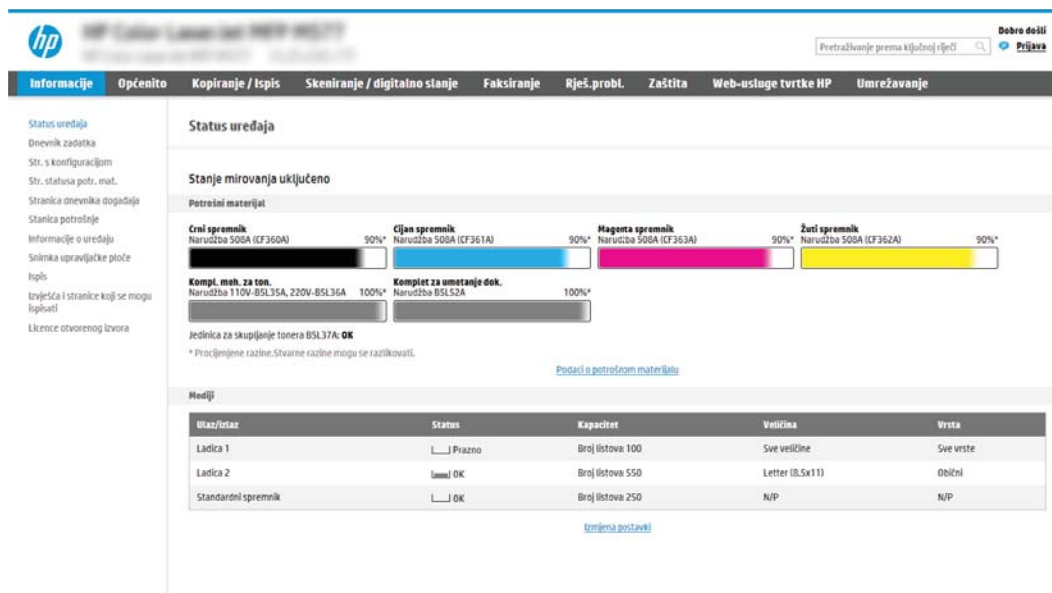 hp
Dobro došli
Pretraživanje prema ključnoj riječi
Prijava
Informacije Općenito Kopiranje / Ispis Skeniranje / digitalno slanje Faksiranje Rješ.probl. Zaštita Web-usluge tvrtke HP Umrežavanje
Status uređaja
Dnevnik zadatka
Str. s konfiguracijom
Str. statusa potr. mat.
Stranica dnevnika događaja
Stanica potrošnje
Informacije o uređaju
Snimka upravljačke ploče
Ispis
Izvješća i stranice koji se mogu
ispisati
Licence otvorenog izvora
Status uređaja
Stanje mirovanja uključeno
Potrošni materijal
Crni spremnik Cijan spremnik Magenta spremnik Žuti spremnik
Narudžba 508A (CF360A) 90%* Narudžba 508A (CF361A) 90%* Narudžba 508A (CF363A) 90%* Narudžba 508A (CF362A) 90%*
Kompl. meh. za ton. Komplet za umetanje dok.
Narudžba 110V-B5L35A, 220V-B5L36A 100%* Narudžba B5L52A 100%*
Jedinica za skupljanje tonera B5L37A: OK
* Procijenjene razine.Stvarne razine mogu se razlikovati.
Podaci o potrošnom materijalu
Mediji
Ulaz/izlaz Status Kapacitet Veličina Vrsta
Ladica 1 Prazno Broj listova: 100 Sve veličine Sve vrste
Ladica 2 OK Broj listova: 550 Letter (8.5x11) Obični
Standardni spremnik OK Broj listova: 250 N/P N/P
Izmjena postavki